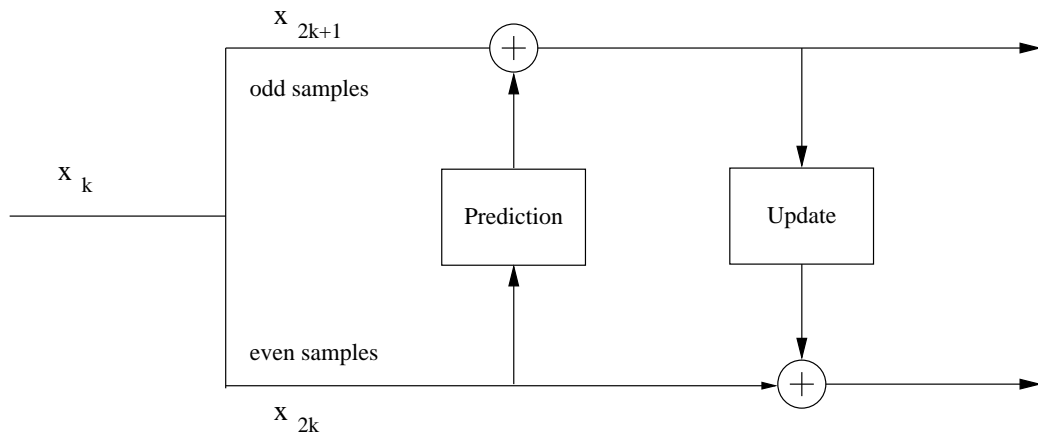 x 2k+1
odd samples
x k
Prediction
Update
even samples
x 2k